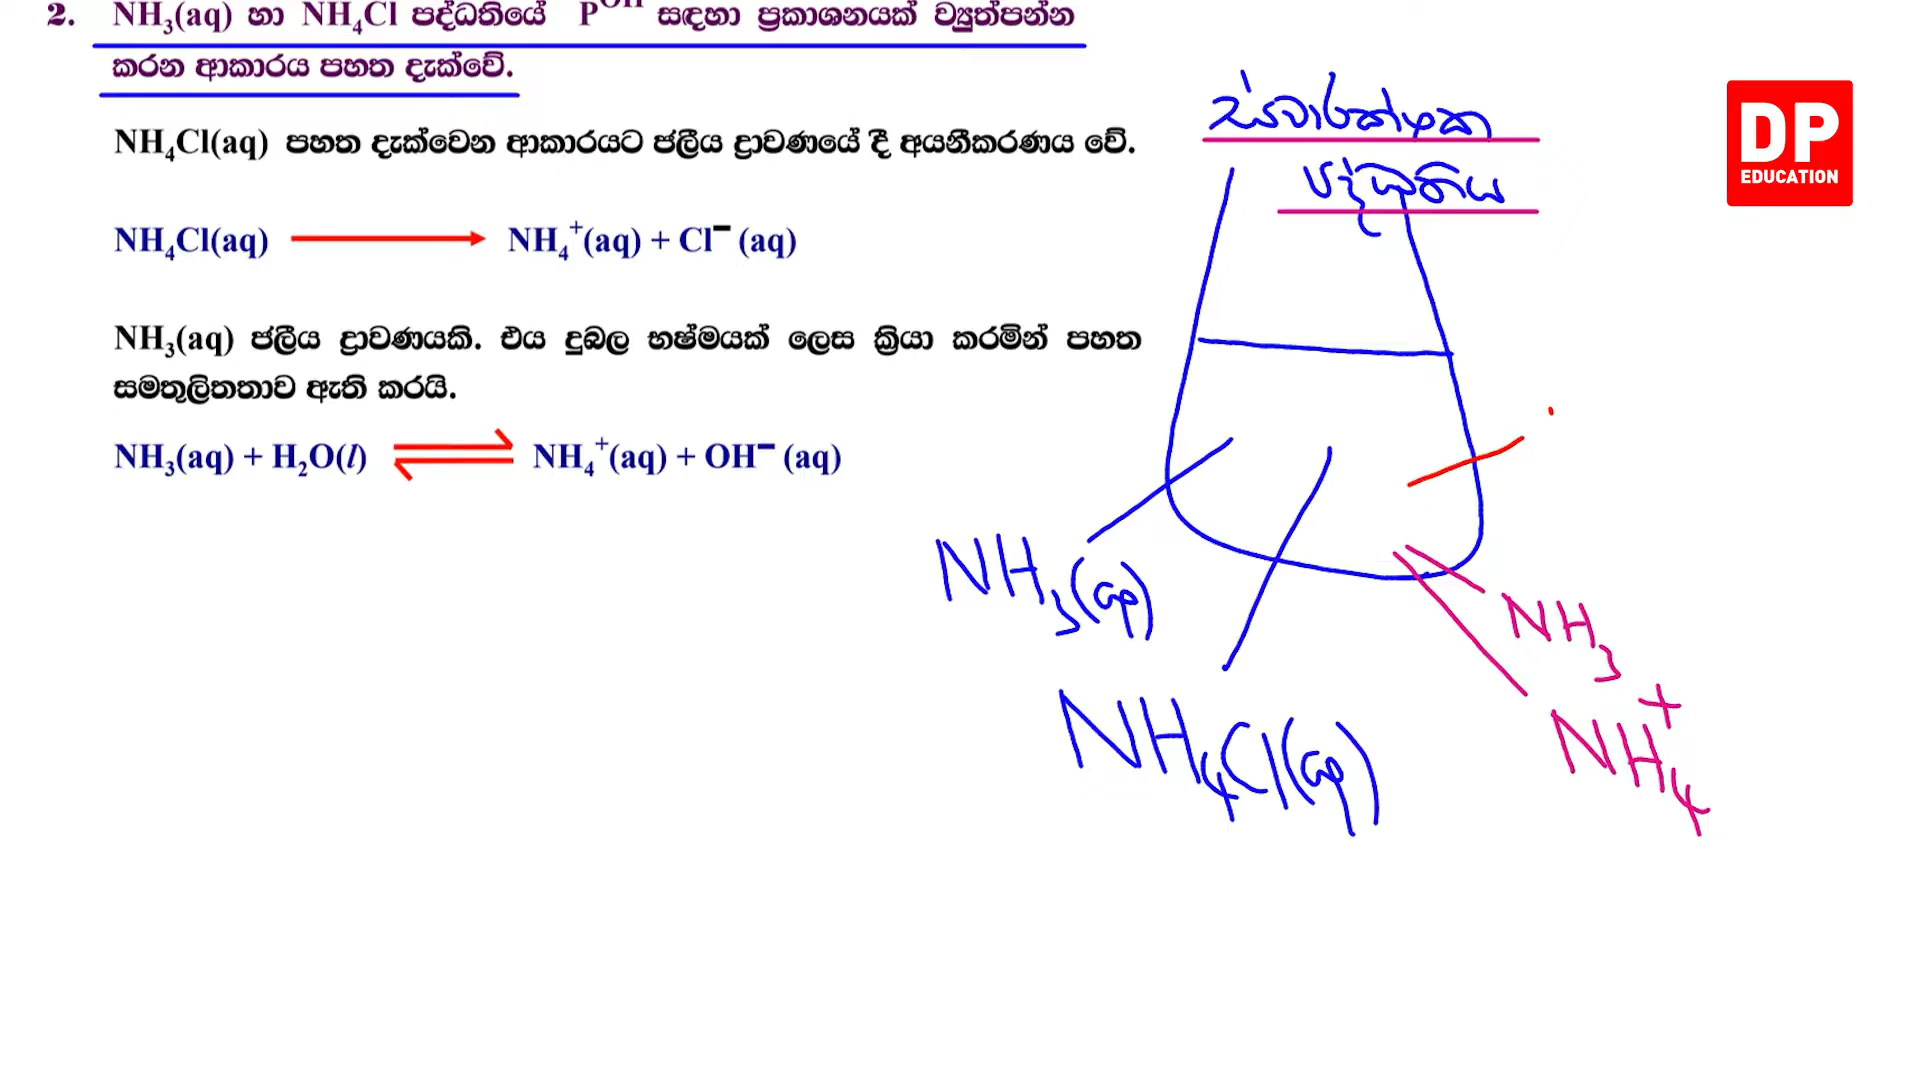 2. NH₃(aq) හා NH₄Cl පද්ධතියේ Pᴼᴴ සඳහා ප්‍රකාශනයක් ව්‍යුත්පන්න
කරන ආකාරය පහත දැක්වේ.
NH₄Cl(aq) පහත දැක්වෙන ආකාරයට ජලීය ද්‍රාවණයේ දී අයනීකරණය වේ.
NH₄Cl(aq) ⟶ NH₄⁺(aq) + Cl⁻ (aq)
NH₃(aq) ජලීය ද්‍රාවණයකි. එය දුබල භෂ්මයක් ලෙස ක්‍රියා කරමින් පහත
සමතුලිතතාව ඇති කරයි.
NH₃(aq) + H₂O(l) ⇌ NH₄⁺(aq) + OH⁻ (aq)
ස්වාරක්ෂක
පද්ධතිය
NH₃(aq)
NH₄Cl(aq)
NH₃
NH₄⁺
DP
EDUCATION